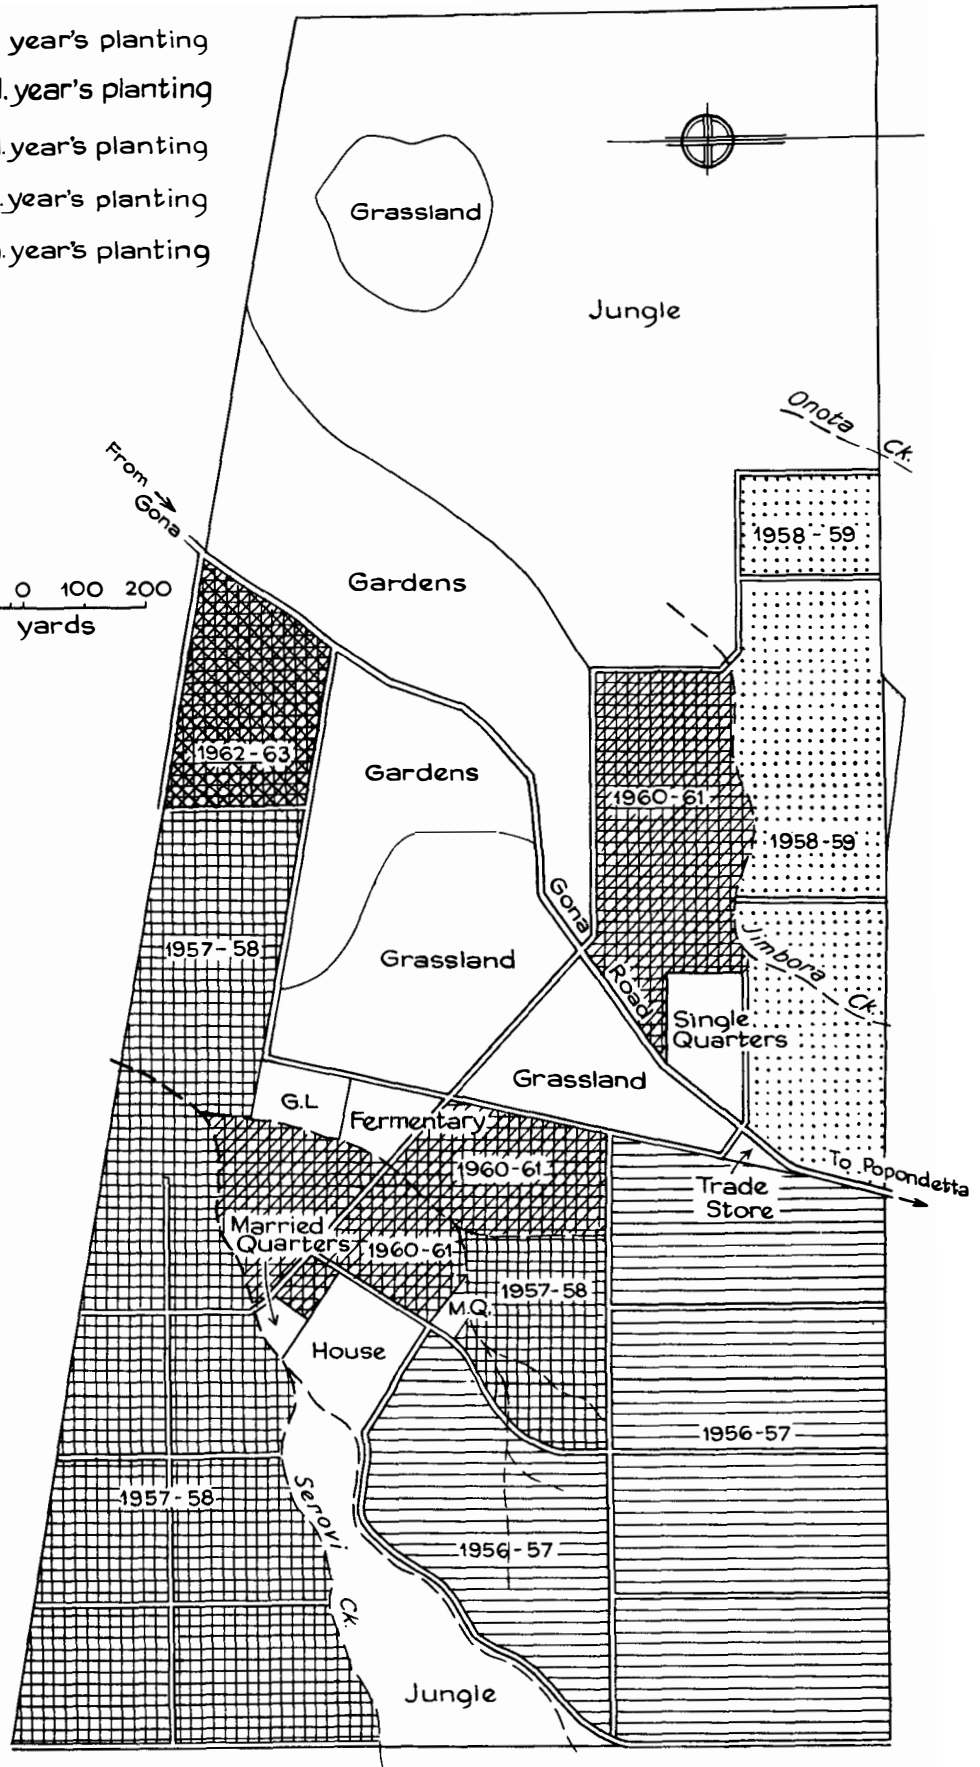 year's planting
year's planting
year's planting
year's planting
year's planting
Grassland
Jungle
Onota Ck.
From
Gona
1958-59
Gardens
0 100 200
yards
1962-63
Gardens
1960-61
1958-59
Gona Road
1957-58
Grassland
Jimbora Ck.
Single
Quarters
Grassland
G.L
Fermentary
1960-61
To Popondetta
Trade
Store
Married
Quarters
1960-61
1957-58
M.Q.
House
1956-57
1957-58
Serovi Ck.
1956-57
Jungle